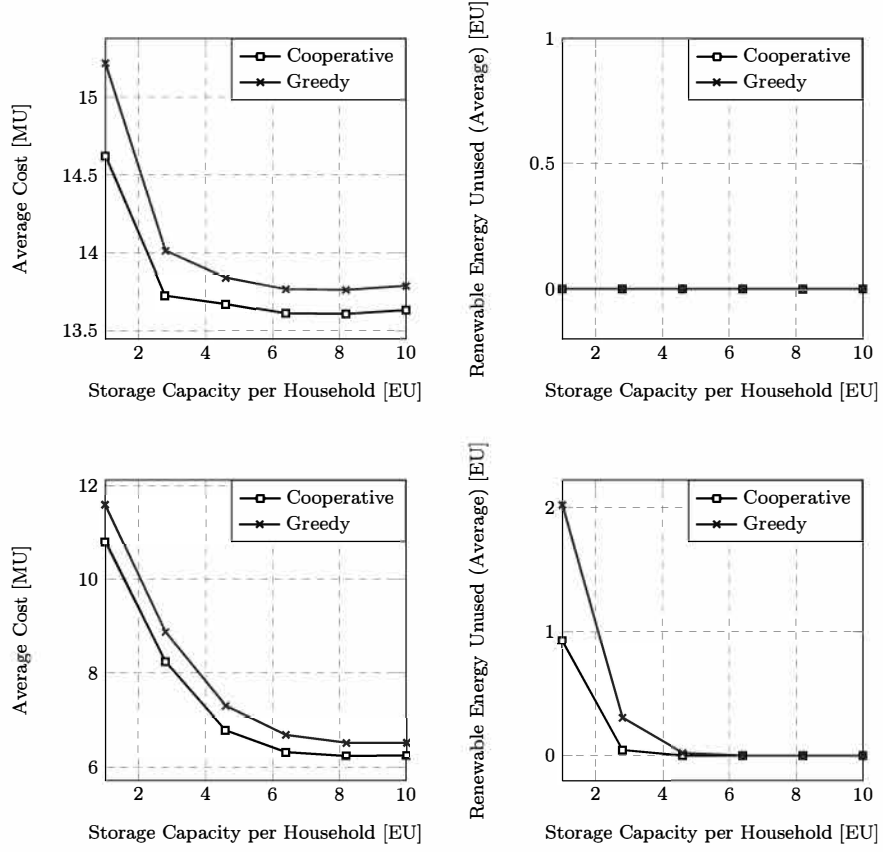 Cooperative
Greedy
Average Cost [MU]
15
14.5
14
13.5
2 4 6 8 10
Storage Capacity per Household [EU]
Cooperative
Greedy
Renewable Energy Unused (Average) [EU]
1
0.5
0
2 4 6 8 10
Storage Capacity per Household [EU]
Cooperative
Greedy
Average Cost [MU]
12
10
8
6
2 4 6 8 10
Storage Capacity per Household [EU]
Cooperative
Greedy
Renewable Energy Unused (Average) [EU]
2
1
0
2 4 6 8 10
Storage Capacity per Household [EU]